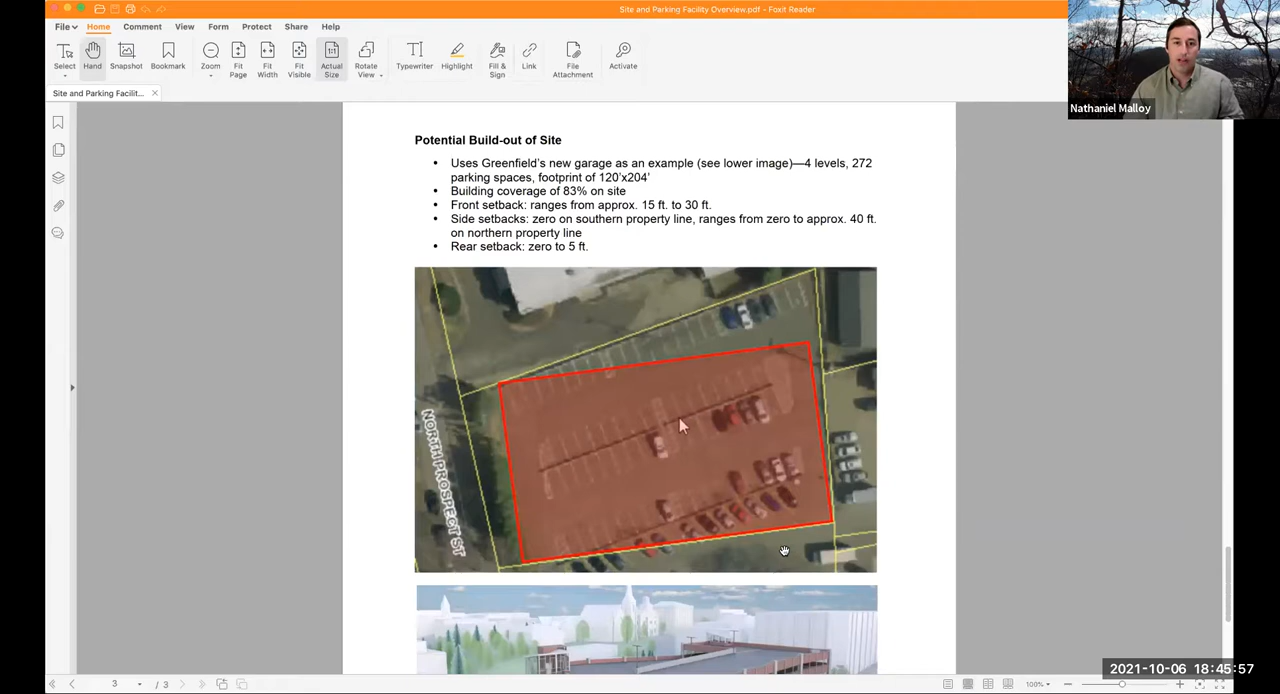 Site and Parking Facility Overview.pdf - Foxit Reader
File Home Comment View Form Protect Share Help
Select Hand Snapshot Bookmark Zoom Fit Page Fit Width Fit Visible Actual Size Rotate View Typewriter Highlight Fill & Sign Link File Attachment Activate
Nathaniel Malloy
Site and Parking Facilit...
Potential Build-out of Site
• Uses Greenfield's new garage as an example (see lower image)—4 levels, 272
parking spaces, footprint of 120'x204'
• Building coverage of 83% on site
• Front setback: ranges from approx. 15 ft. to 30 ft.
• Side setbacks: zero on southern property line, ranges from zero to approx. 40 ft.
on northern property line
• Rear setback: zero to 5 ft.
NORTH PROSPECT ST
2021-10-06 18:45:57
3 / 3
100%